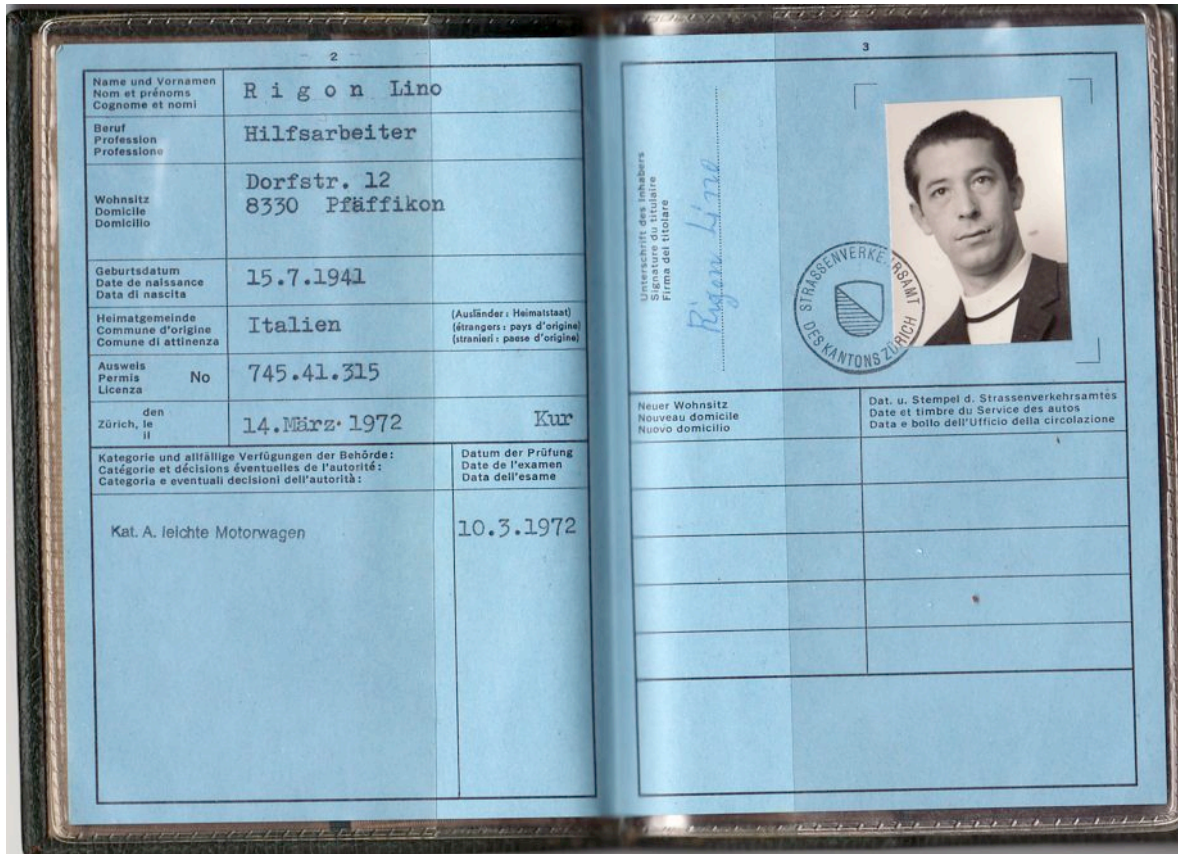 2
Name und Vornamen
Nom et prénoms
Cognome et nomi
Rigon Lino
Beruf
Profession
Professione
Hilfsarbeiter
Wohnsitz
Domicile
Domicilio
Dorfstr. 12
8330 Pfäffikon
Geburtsdatum
Date de naissance
Data di nascita
15.7.1941
Heimatgemeinde
Commune d'origine
Comune di attinenza
Italien
(Ausländer : Heimatstaat)
(étrangers : pays d'origine)
(stranieri : paese d'origine)
Ausweis
Permis No
Licenza
745.41.315
den
Zürich, le
il
14.März 1972
Kur
Kategorie und allfällige Verfügungen der Behörde :
Catégorie et décisions éventuelles de l'autorité :
Categoria e eventuali decisioni dell'autorità :
Datum der Prüfung
Date de l'examen
Data dell'esame
Kat. A. leichte Motorwagen
10.3.1972
3
Unterschrift des Inhabers
Signature du titulaire
Firma del titolare
Rigon Lino
STRASSENVERKEHRSAMT
DES KANTONS ZÜRICH
Neuer Wohnsitz
Nouveau domicile
Nuovo domicilio
Dat. u. Stempel d. Strassenverkehrsamtes
Date et timbre du Service des autos
Data e bollo dell'Ufficio della circolazione